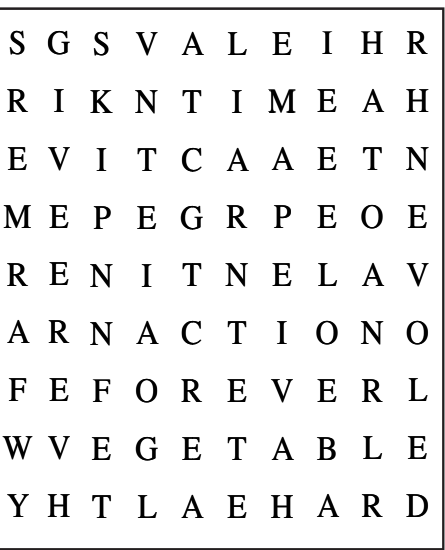 S G S V A L E I H R
R I K N T I M E A H
E V I T C A A E T N
M E P E G R P E O E
R E N I T N E L A V
A R N A C T I O N O
F E F O R E V E R L
W V E G E T A B L E
Y H T L A E H A R D